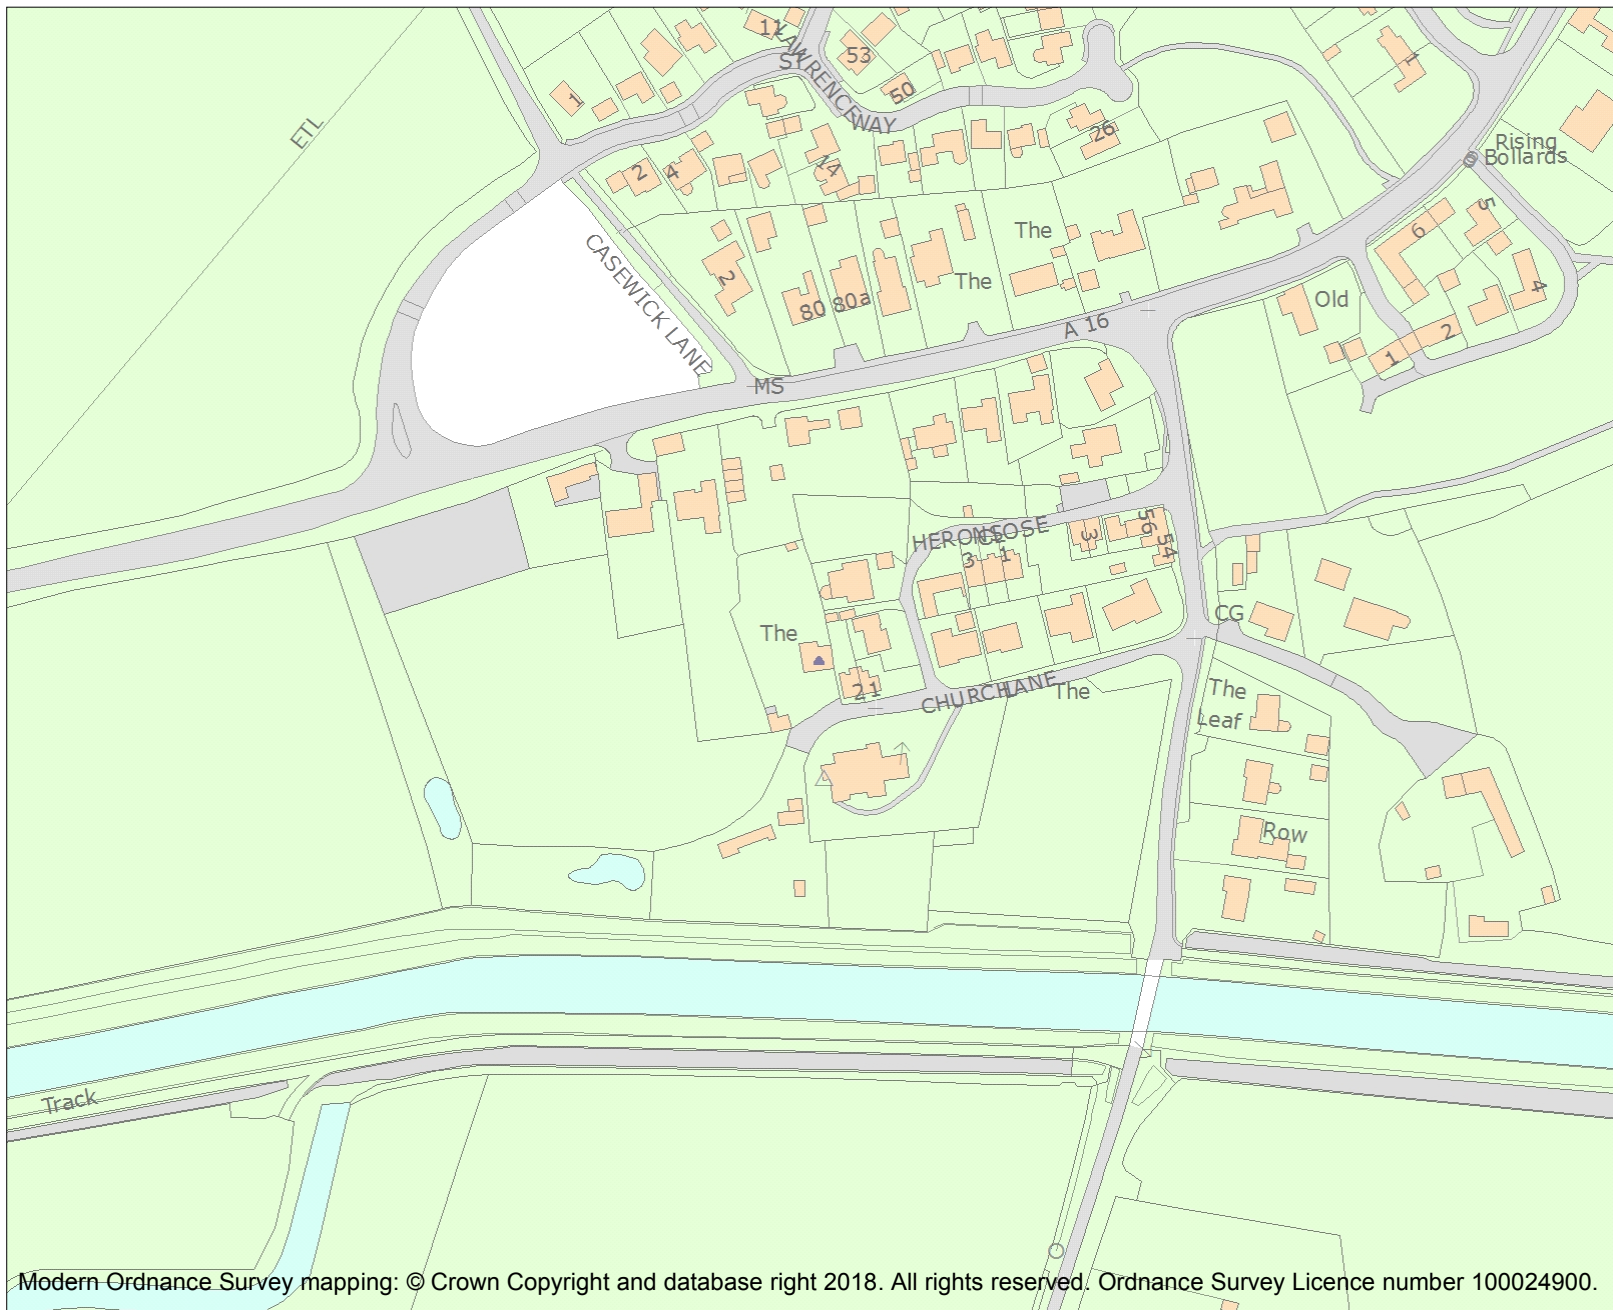 11
LAWRENCE
ST
53
50
WAY
1
1
ETL
26
Rising
Bollards
14
2
4
CASEWICK LANE
The
5
6
2
The
Old
4
80
80a
A 16
2
1
MS
HERONS
CLOSE
3
1
3
56
54
CG
The
21
CHURCH LANE
The
The
Leaf
Row
Track
Modern Ordnance Survey mapping: © Crown Copyright and database right 2018. All rights reserved. Ordnance Survey Licence number 100024900.